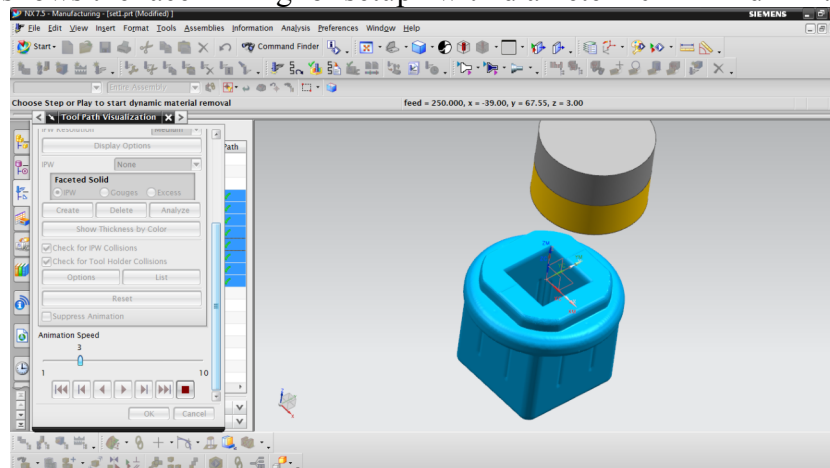 NX 7.5 - Manufacturing - [set1.prt (Modified) ]
SIEMENS
File Edit View Insert Format Tools Assemblies Information Analysis Preferences Window Help
Start
Command Finder
Entire Assembly
Choose Step or Play to start dynamic material removal
feed = 250.000, x = -39.00, y = 67.55, z = 3.00
Tool Path Visualization
IPW Resolution Medium
Path
Display Options
IPW None
Faceted Solid
IPW Gouges Excess
Create Delete Analyze
Show Thickness by Color
Check for IPW Collisions
Check for Tool Holder Collisions
Options List
Reset
Suppress Animation
Animation Speed
3
1 10
OK Cancel